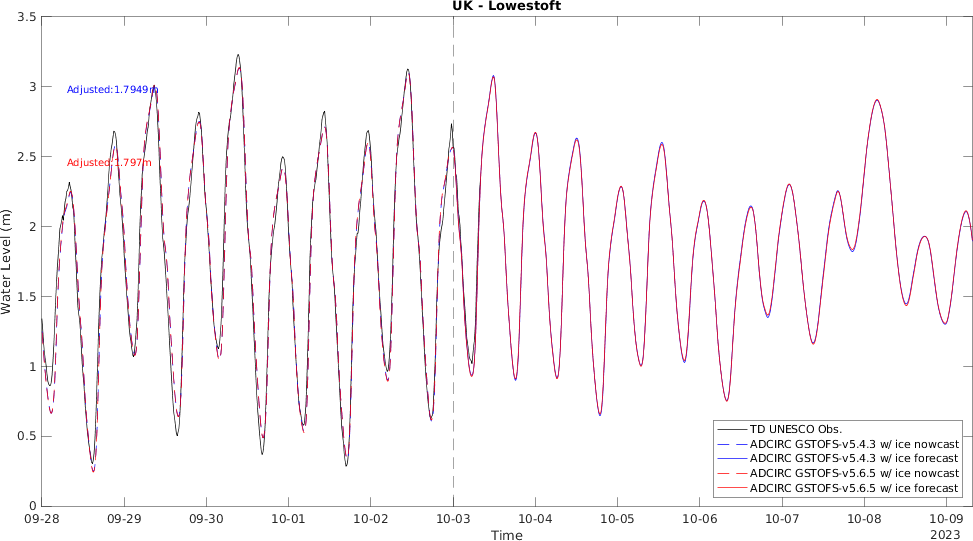 UK - Lowestoft
3.5
3
2.5
2
1.5
1
0.5
0
Water Level (m)
Adjusted:1.7949m
Adjusted:1.797m
TD UNESCO Obs.
ADCIRC GSTOFS-v5.4.3 w/ ice nowcast
ADCIRC GSTOFS-v5.4.3 w/ ice forecast
ADCIRC GSTOFS-v5.6.5 w/ ice nowcast
ADCIRC GSTOFS-v5.6.5 w/ ice forecast
09-28 09-29 09-30 10-01 10-02 10-03 10-04 10-05 10-06 10-07 10-08 10-09
Time
2023